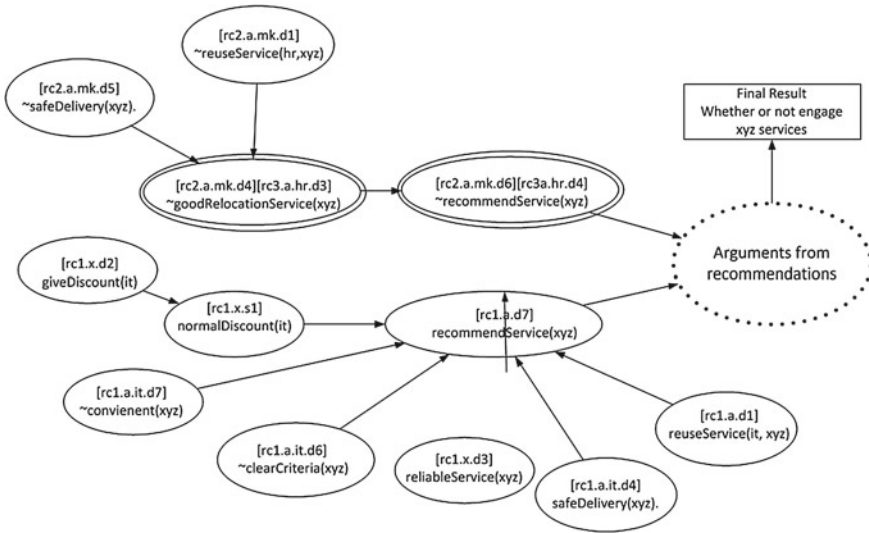 [rc2.a.mk.d1]
~reuseService(hr,xyz)
[rc2.a.mk.d5]
~safeDelivery(xyz).
Final Result
Whether or not engage
xyz services
[rc2.a.mk.d4][rc3.a.hr.d3]
~goodRelocationService(xyz)
[rc2.a.mk.d6][rc3a.hr.d4]
~recommendService(xyz)
Arguments from
recommendations
[rc1.x.d2]
giveDiscount(it)
[rc1.x.s1]
normalDiscount(it)
[rc1.a.d7]
recommendService(xyz)
[rc1.a.it.d7]
~convienent(xyz)
[rc1.a.d1]
reuseService(it, xyz)
[rc1.a.it.d6]
~clearCriteria(xyz)
[rc1.x.d3]
reliableService(xyz)
[rc1.a.it.d4]
safeDelivery(xyz).